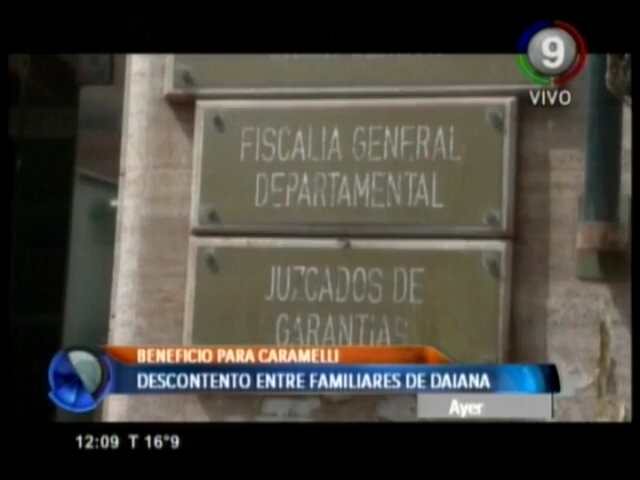 9
VIVO
FISCALIA GENERAL
DEPARTAMENTAL
JUZGADOS DE
GARANTIAS
BENEFICIO PARA CARAMELLI
DESCONTENTO ENTRE FAMILIARES DE DAIANA
Ayer
12:09 T 16°9